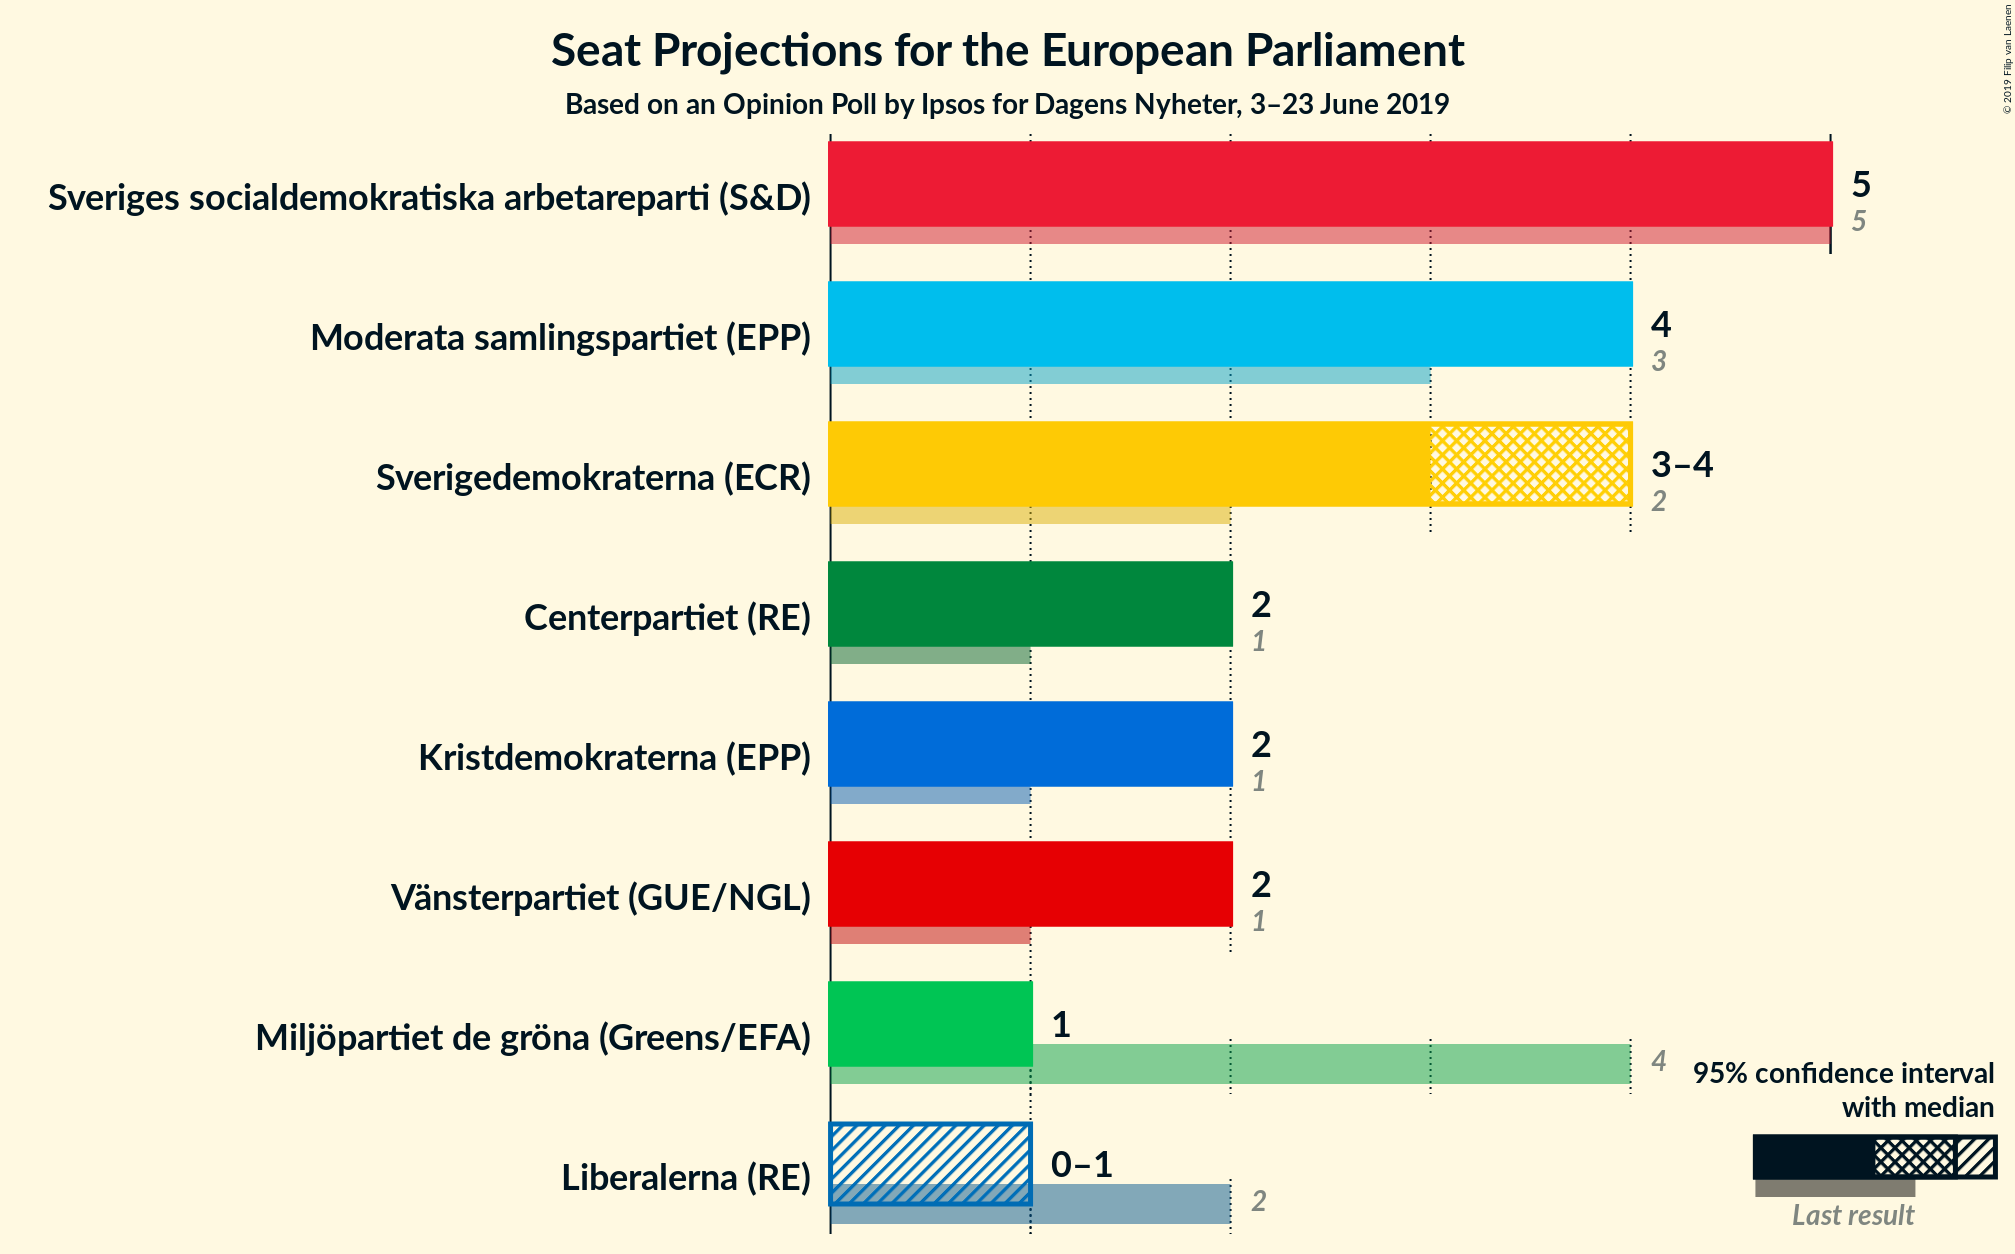 Seat Projections for the European Parliament
Based on an Opinion Poll by Ipsos for Dagens Nyheter, 3–23 June 2019
© 2019 Filip van Laenen
Sveriges socialdemokratiska arbetareparti (S&D)
5
5
Moderata samlingspartiet (EPP)
4
3
Sverigedemokraterna (ECR)
3–4
2
Centerpartiet (RE)
2
1
Kristdemokraterna (EPP)
2
1
Vänsterpartiet (GUE/NGL)
2
1
Miljöpartiet de gröna (Greens/EFA)
1
4
Liberalerna (RE)
0–1
2
95% confidence interval
with median
Last result